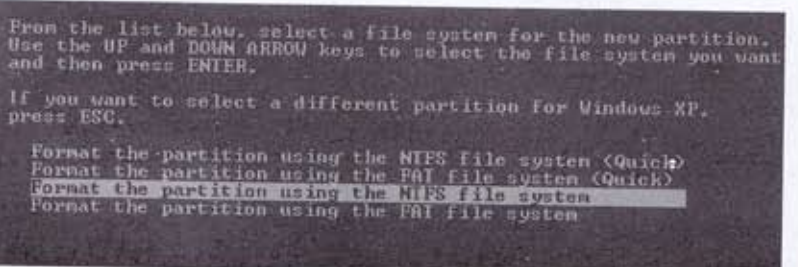 From the list below, select a file system for the new partition.
Use the UP and DOWN ARROW keys to select the file system you want
and then press ENTER.
If you want to select a different partition for Windows XP,
press ESC.
Format the partition using the NTFS file system (Quick)
Format the partition using the FAT file system (Quick)
Format the partition using the NTFS file system
Format the partition using the FAT file system